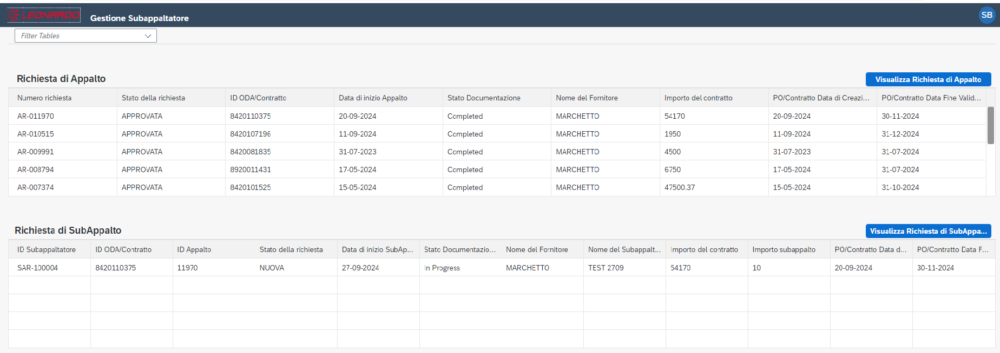 LEONARDO Gestione Subappaltatore SB
Filter Tables
Richiesta di Appalto Visualizza Richiesta di Appalto
Numero richiesta Stato della richiesta ID ODA/Contratto Data di inizio Appalto Stato Documentazione Nome del Fornitore Importo del contratto PO/Contratto Data di Creazi... PO/Contratto Data Fine Valid...
AR-011970 APPROVATA 8420110375 20-09-2024 Completed MARCHETTO 54170 20-09-2024 30-11-2024
AR-010515 APPROVATA 8420107196 11-09-2024 Completed MARCHETTO 1950 11-09-2024 31-12-2024
AR-009991 APPROVATA 8420081835 31-07-2023 Completed MARCHETTO 4500 31-07-2023 31-07-2024
AR-008794 APPROVATA 8920011431 17-05-2024 Completed MARCHETTO 6750 17-05-2024 31-07-2024
AR-007374 APPROVATA 8420101525 15-05-2024 Completed MARCHETTO 47500.37 15-05-2024 31-10-2024
Richiesta di SubAppalto Visualizza Richiesta di SubAppa...
ID Subappaltatore ID ODA/Contratto ID Appalto Stato della richiesta Data di inizio SubAp... Stato Documentazio... Nome del Fornitore Nome del Subappalt... Importo del contratto Importo subappalto PO/Contratto Data d... PO/Contratto Data F...
SAR-100004 8420110375 11970 NUOVA 27-09-2024 In Progress MARCHETTO TEST 2709 54170 10 20-09-2024 30-11-2024